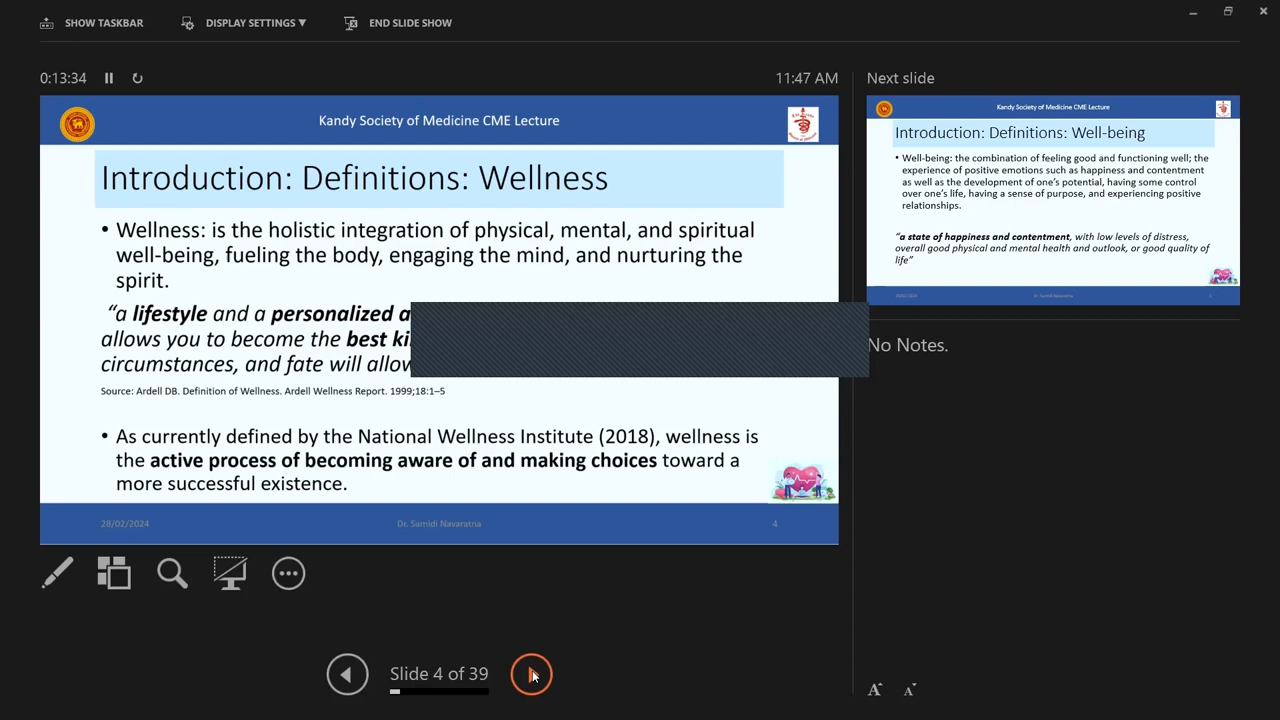 SHOW TASKBAR
DISPLAY SETTINGS ▼
END SLIDE SHOW
0:13:34
11:47 AM
Kandy Society of Medicine CME Lecture
Introduction: Definitions: Wellness
• Wellness: is the holistic integration of physical, mental, and spiritual
well-being, fueling the body, engaging the mind, and nurturing the
spirit.
“a lifestyle and a personalized
allows you to become the best
circumstances, and fate will
Source: Ardell DB. Definition of Wellness. Ardell Wellness Report. 1999;18:1–5
• As currently defined by the National Wellness Institute (2018), wellness is
the active process of becoming aware of and making choices toward a
more successful existence.
28/02/2024
Dr. Samidi Navaratna
4
Slide 4 of 39
Next slide
Kandy Society of Medicine CME Lecture
Introduction: Definitions: Well-being
• Well-being: the combination of feeling good and functioning well; the
experience of positive emotions such as happiness and contentment
as well as the development of one’s potential, having some control
over one’s life, having a sense of purpose, and experiencing positive
relationships.
“a state of happiness and contentment, with low levels of distress,
overall good physical and mental health and outlook, or good quality of
life”
No Notes.
A A